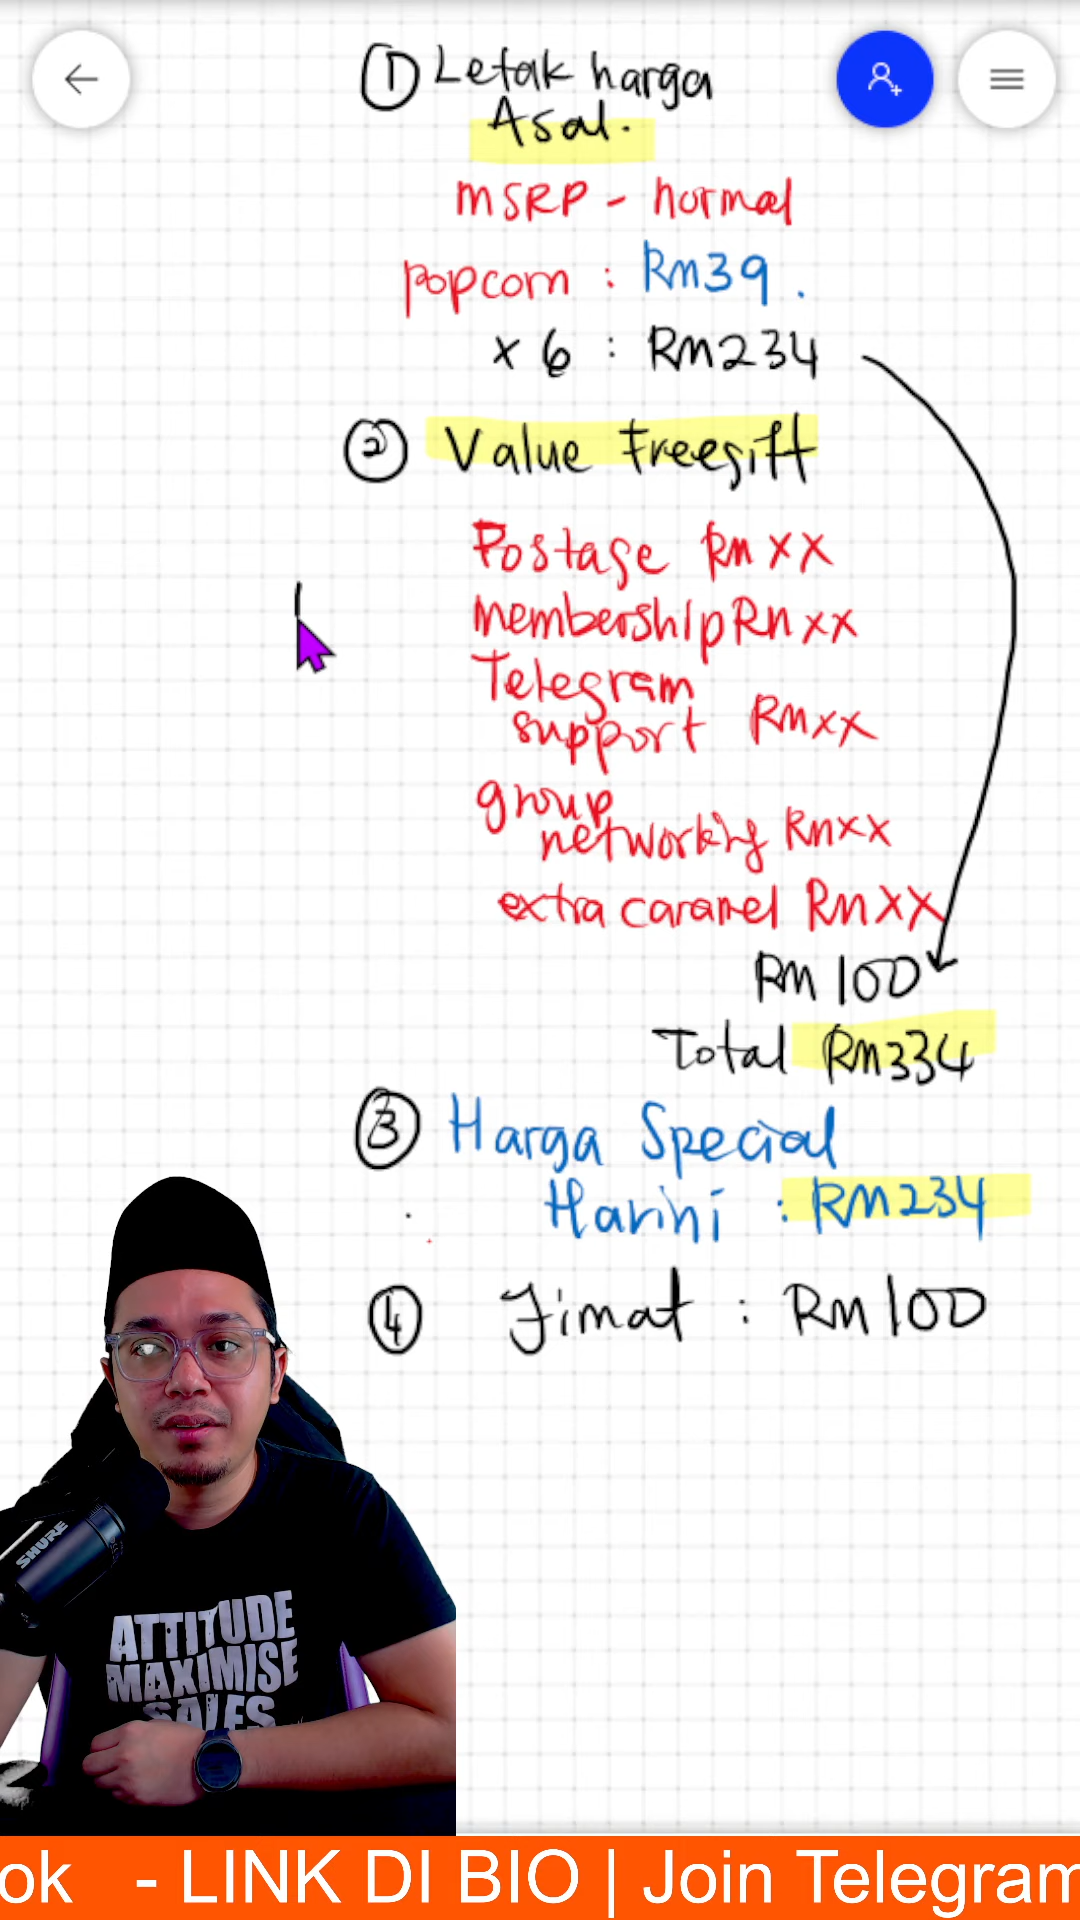 ① Letak harga
Asal.
MSRP - normal
popcorn : RM39.
x 6 : RM234
② Value Freegift
Postage RM XX
membership RM XX
Telegram
support RM XX
group
networking RM XX
extra caramel RM XX
RM 100
Total RM334
③ Harga Special
Harini : RM234
④ Jimat : RM100
SHURE
ATTITUDE
MAXIMISE
SALES
ok - LINK DI BIO | Join Telegram